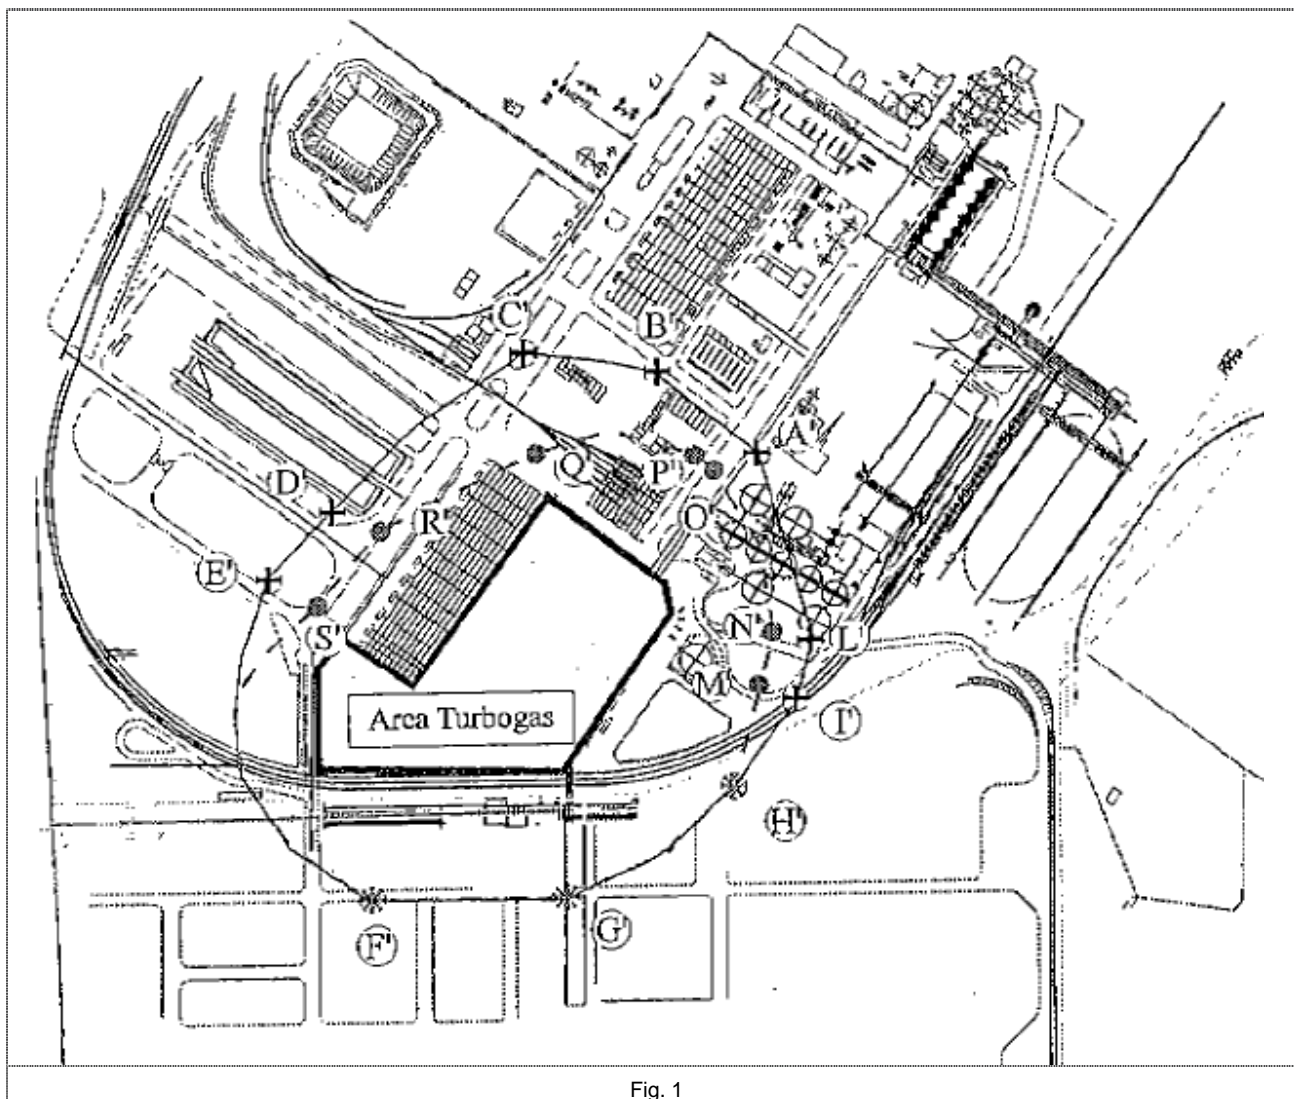 C'
B'
A'
D'
Q'
P'
R'
O'
E'
S'
N'
L'
M'
Area Turbogas
I'
H'
G'
F'
Fig. 1